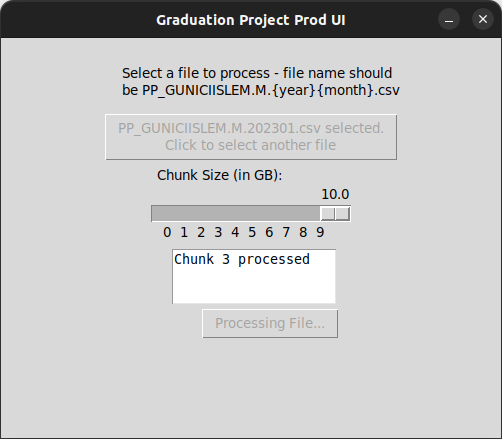 Graduation Project Prod UI
Select a file to process - file name should
be PP_GUNICIISLEM.M.{year}{month}.csv
PP_GUNICIISLEM.M.202301.csv selected.
Click to select another file
Chunk Size (in GB):
10.0
0 1 2 3 4 5 6 7 8 9
Chunk 3 processed
Processing File...